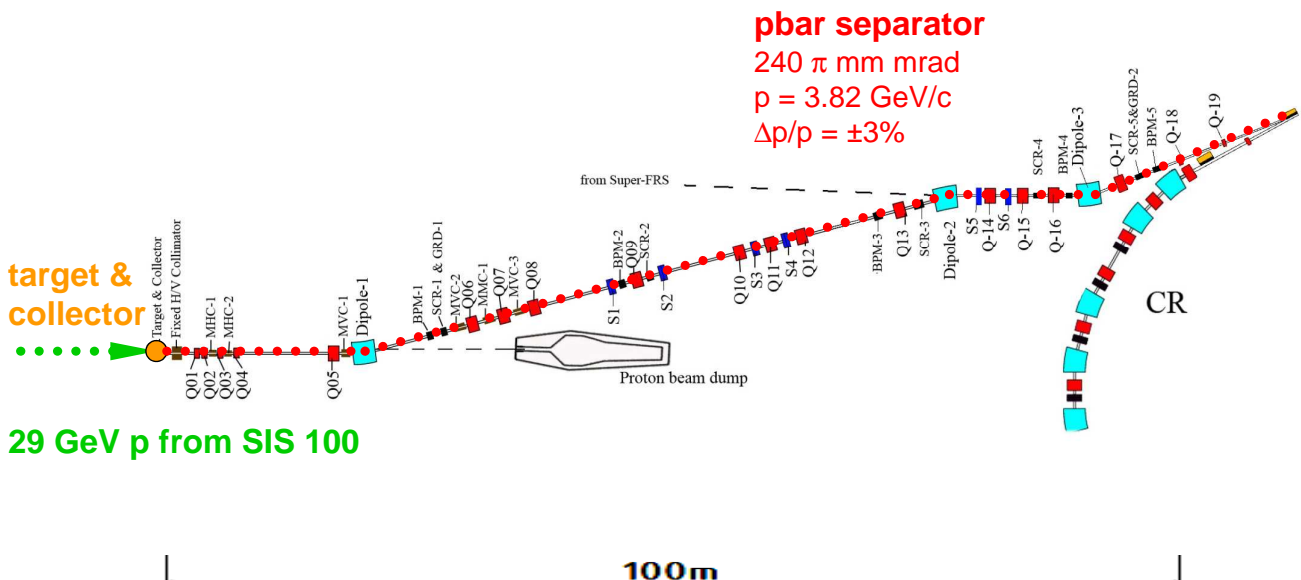 pbar separator
240 π mm mrad
p = 3.82 GeV/c
Δp/p = ±3%
target &
collector
29 GeV p from SIS 100
Target & Collector
Fixed H/V Collimator
Q01
Q02
MHC-1
Q03
MHC-2
Q04
Q05
MVC-1
Dipole-1
BPM-1
SCR-1 & GRD-1
MVC-2
Q06
MMC-1
Q07
MVC-3
Q08
Proton beam dump
S1
BPM-2
Q09
SCR-2
S2
from Super-FRS
Q10
S3
Q11
S4
Q12
BPM-3
Q13
SCR-3
Dipole-2
S5
Q-14
S6
Q-15
SCR-4
Q-16
BPM-4
Dipole-3
Q-17
SCR-5&GRD-2
BPM-5
Q-18
Q-19
CR
100m